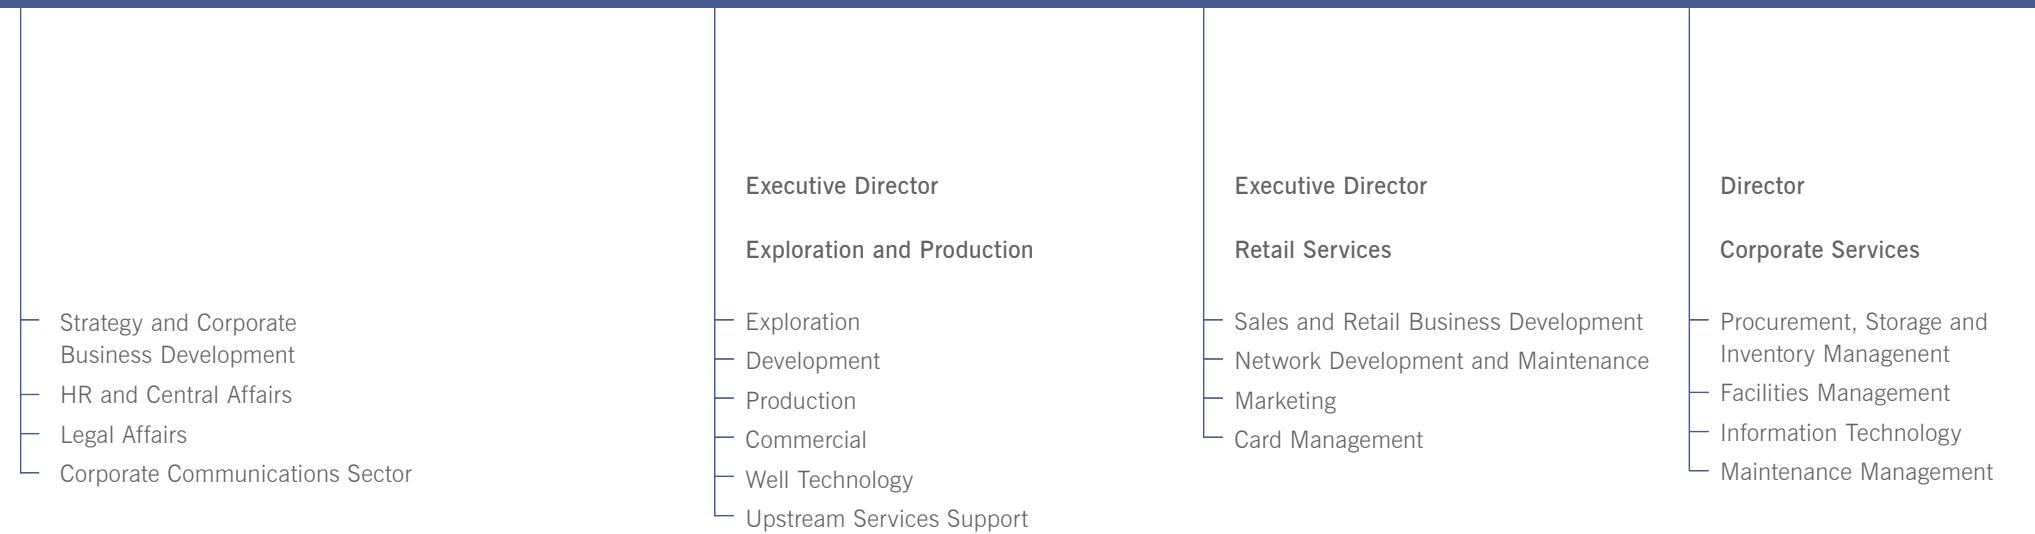 Strategy and Corporate
Business Development
HR and Central Affairs
Legal Affairs
Corporate Communications Sector
Executive Director
Exploration and Production
Exploration
Development
Production
Commercial
Well Technology
Upstream Services Support
Executive Director
Retail Services
Sales and Retail Business Development
Network Development and Maintenance
Marketing
Card Management
Director
Corporate Services
Procurement, Storage and
Inventory Managenent
Facilities Management
Information Technology
Maintenance Management